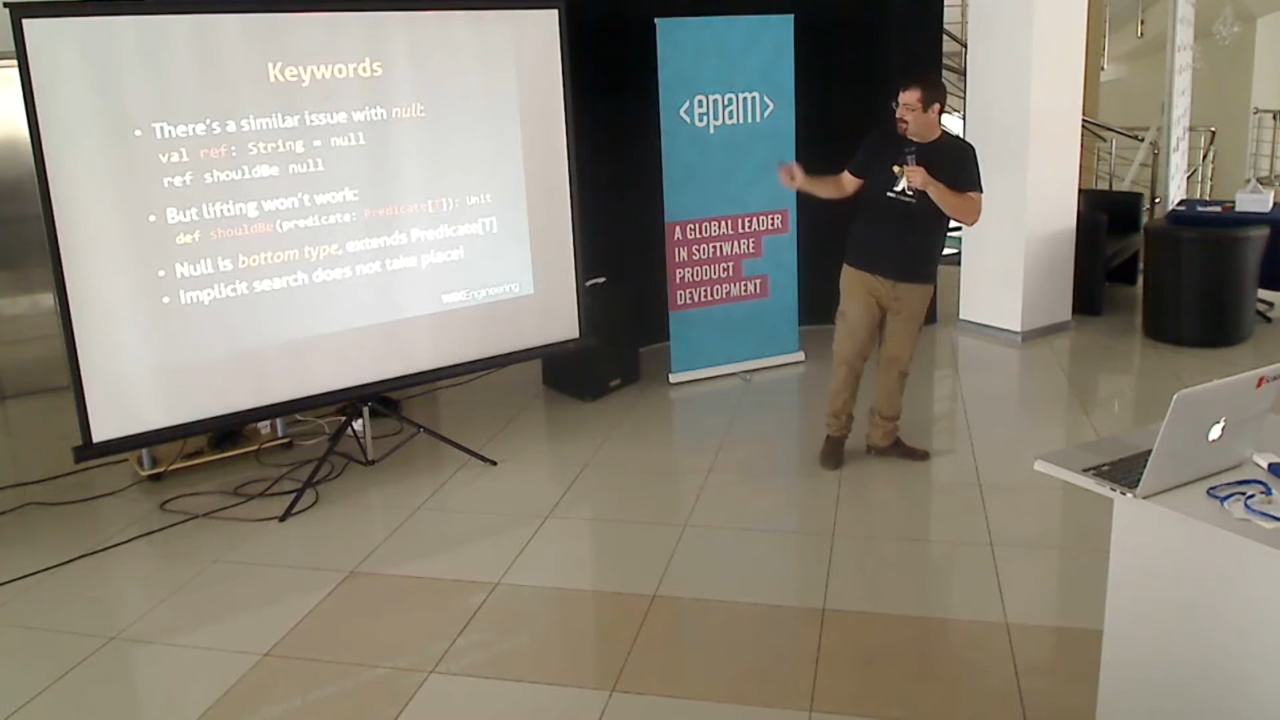 Keywords
• There's a similar issue with null:
val ref: String = null
ref shouldBe null
• But lifting won't work:
def shouldBe(predicate: Predicate[T]): Unit
• Null is bottom type, extends Predicate[T]
• Implicit search does not take place!
WIXEngineering
<epam>
A GLOBAL LEADER
IN SOFTWARE
PRODUCT
DEVELOPMENT